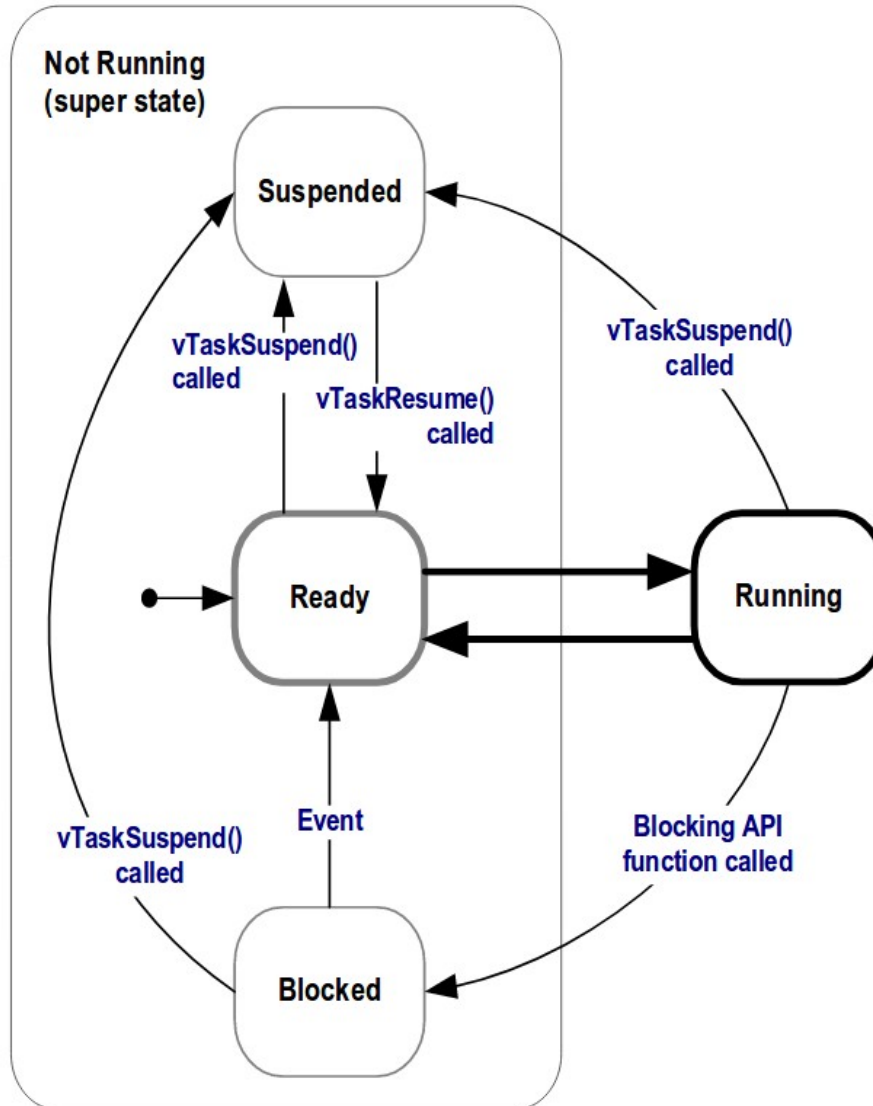 Not Running
(super state)
Suspended
vTaskSuspend()
called
vTaskResume()
called
vTaskSuspend()
called
Ready
Running
Event
vTaskSuspend()
called
Blocking API
function called
Blocked